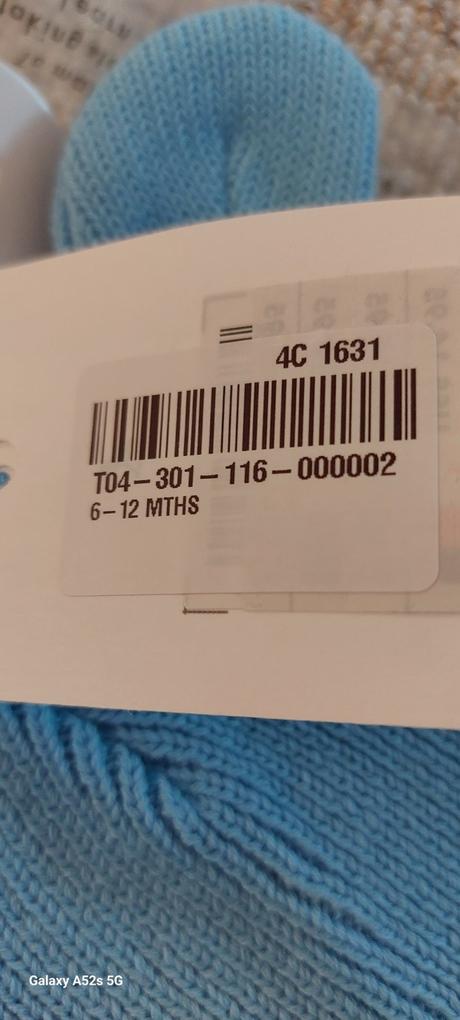 4C 1631
T04-301-116-000002
6-12 MTHS
Galaxy A52s 5G